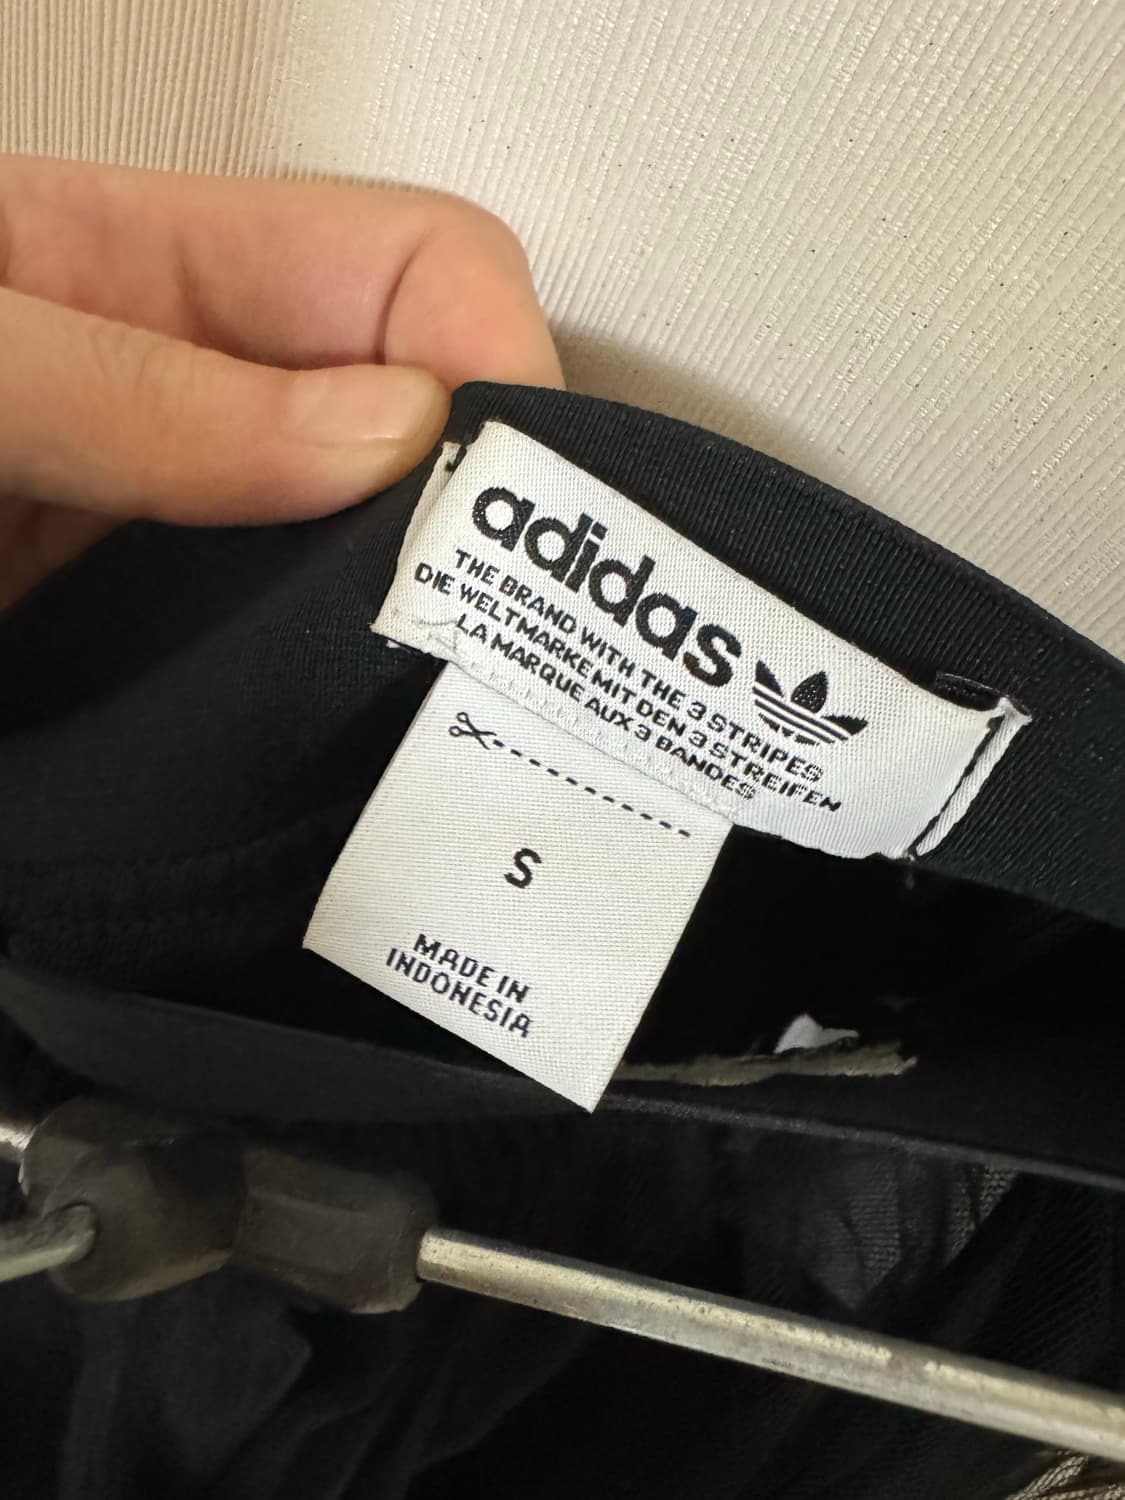 adidas
THE BRAND WITH THE 3 STRIPES
DIE WELTMARKE MIT DEN 3 STREIFEN
LA MARQUE AUX 3 BANDES
S
MADE IN
INDONESIA